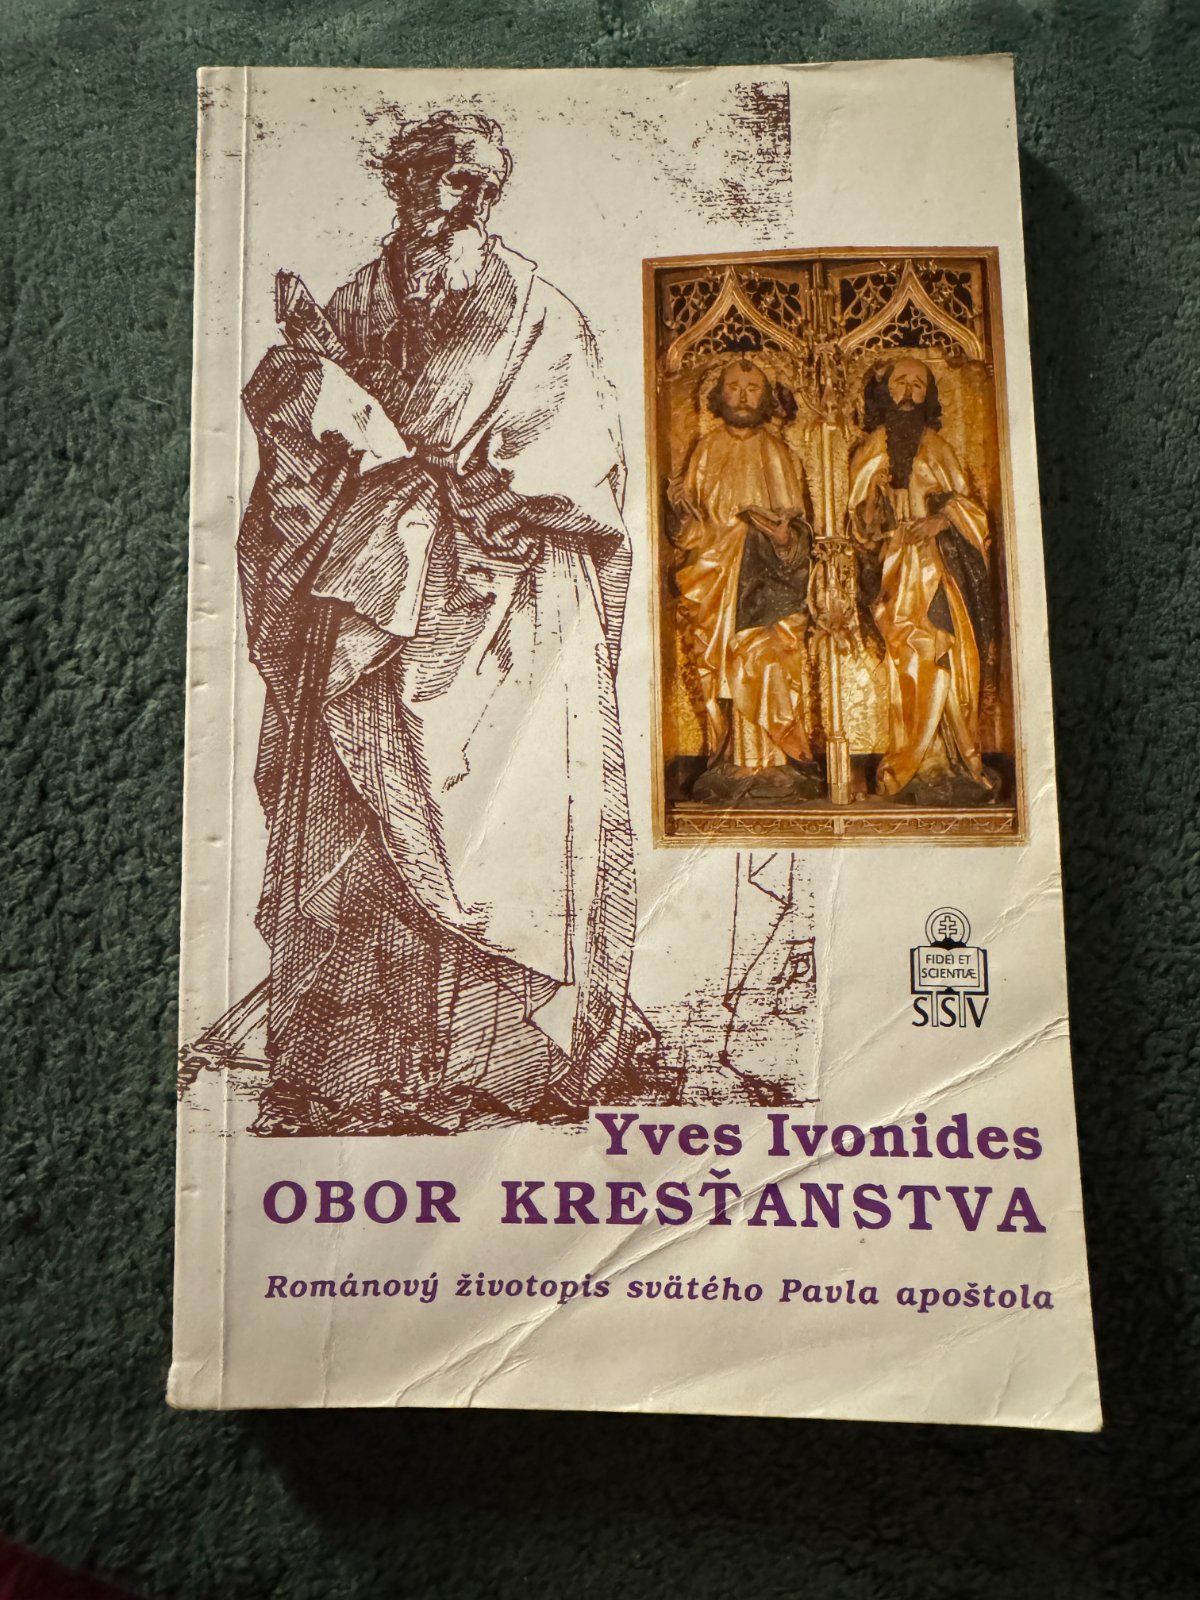 FIDEI ET
SCIENTIÆ
SSV
Yves Ivonides
OBOR KRESŤANSTVA
Románový životopis svätého Pavla apoštola